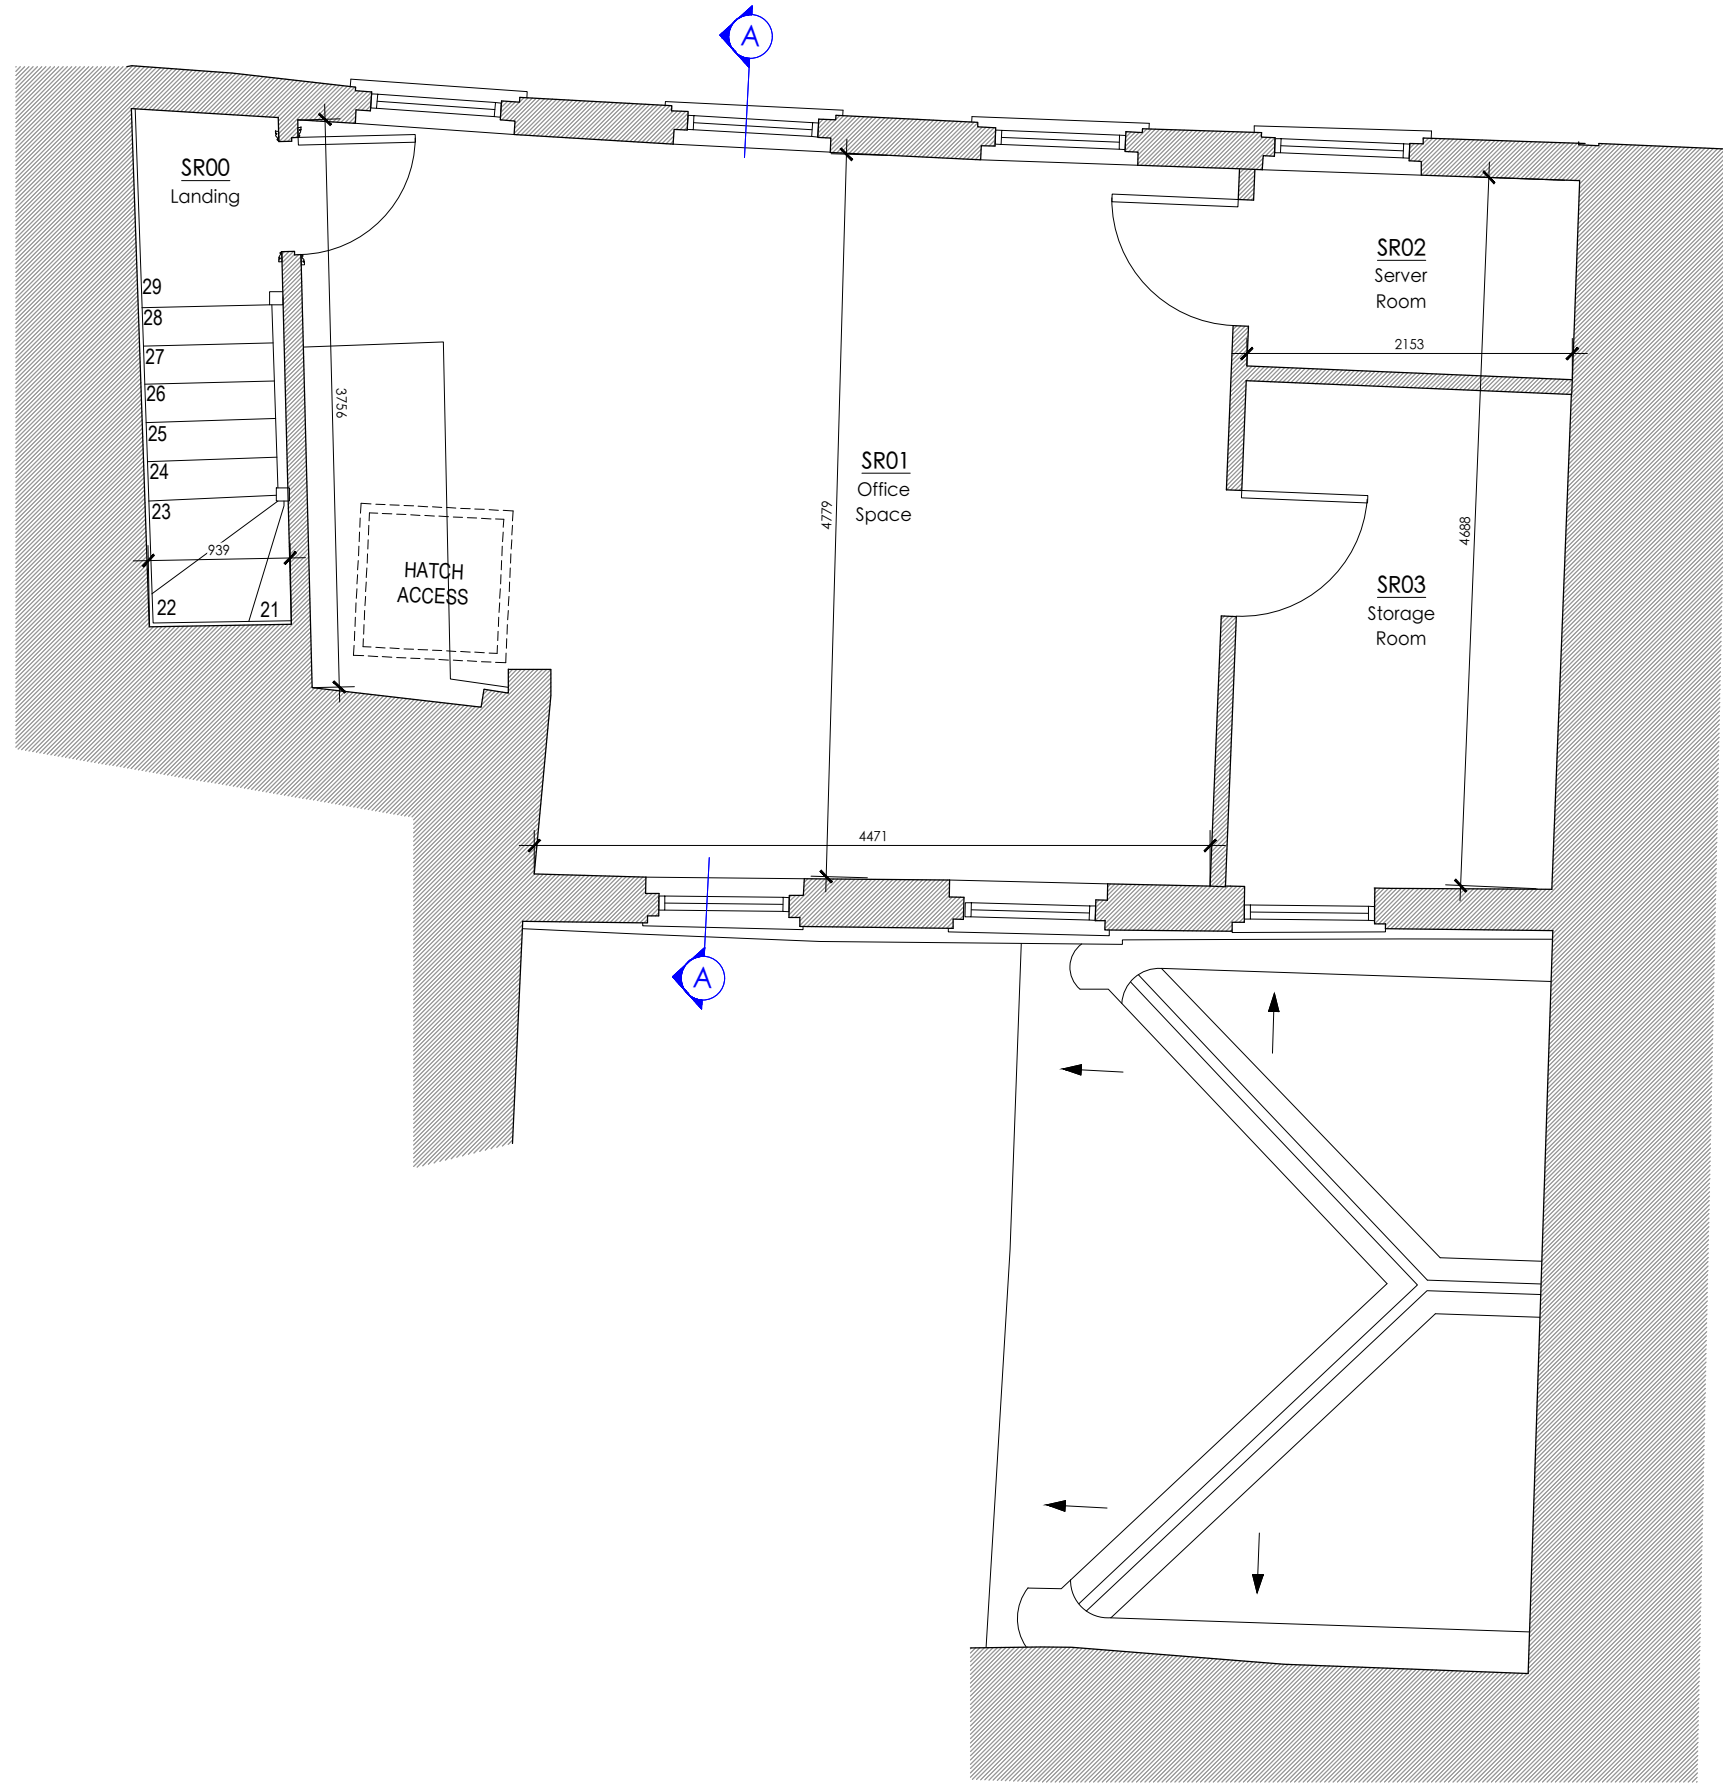 A
SR00
Landing
SR02
Server
Room
29
28
2153
27
3756
26
25
SR01
Office
Space
24
4779
4688
23
939
HATCH
ACCESS
SR03
Storage
Room
22
21
4471
A